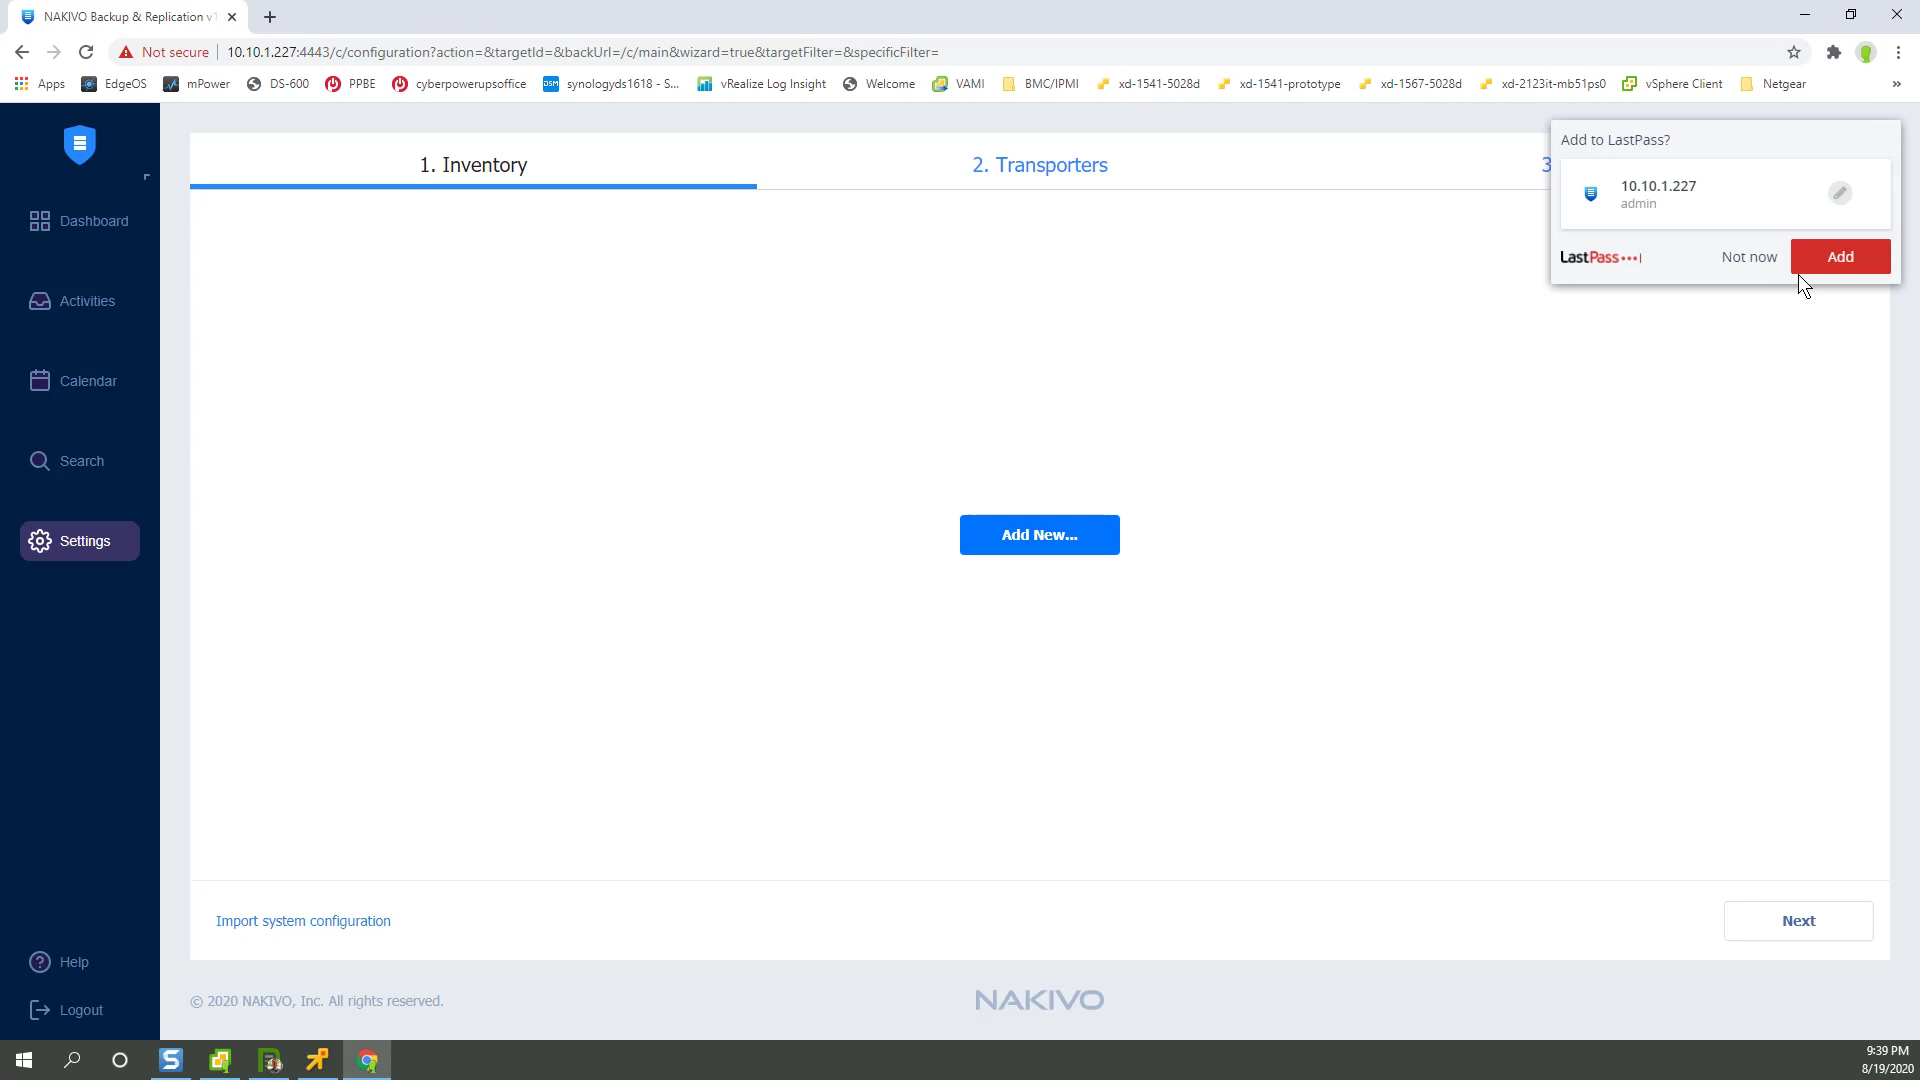 NAKIVO Backup & Replication v
Not secure
10.10.1.227:4443/c/configuration?action=&targetId=&backUrl=/c/main&wizard=true&targetFilter=&specificFilter=
Apps EdgeOS mPower DS-600 PPBE cyberpowerupsoffice synologyds1618 - S... vRealize Log Insight Welcome VAMI BMC/IPMI xd-1541-5028d xd-1541-prototype xd-1567-5028d xd-2123it-mb51ps0 vSphere Client Netgear »
Dashboard
Activities
Calendar
Search
Settings
Help
Logout
1. Inventory
2. Transporters
3
Add to LastPass?
10.10.1.227
admin
LastPass
Not now
Add
Add New...
Import system configuration
Next
© 2020 NAKIVO, Inc. All rights reserved.
NAKIVO
9:39 PM
8/19/2020